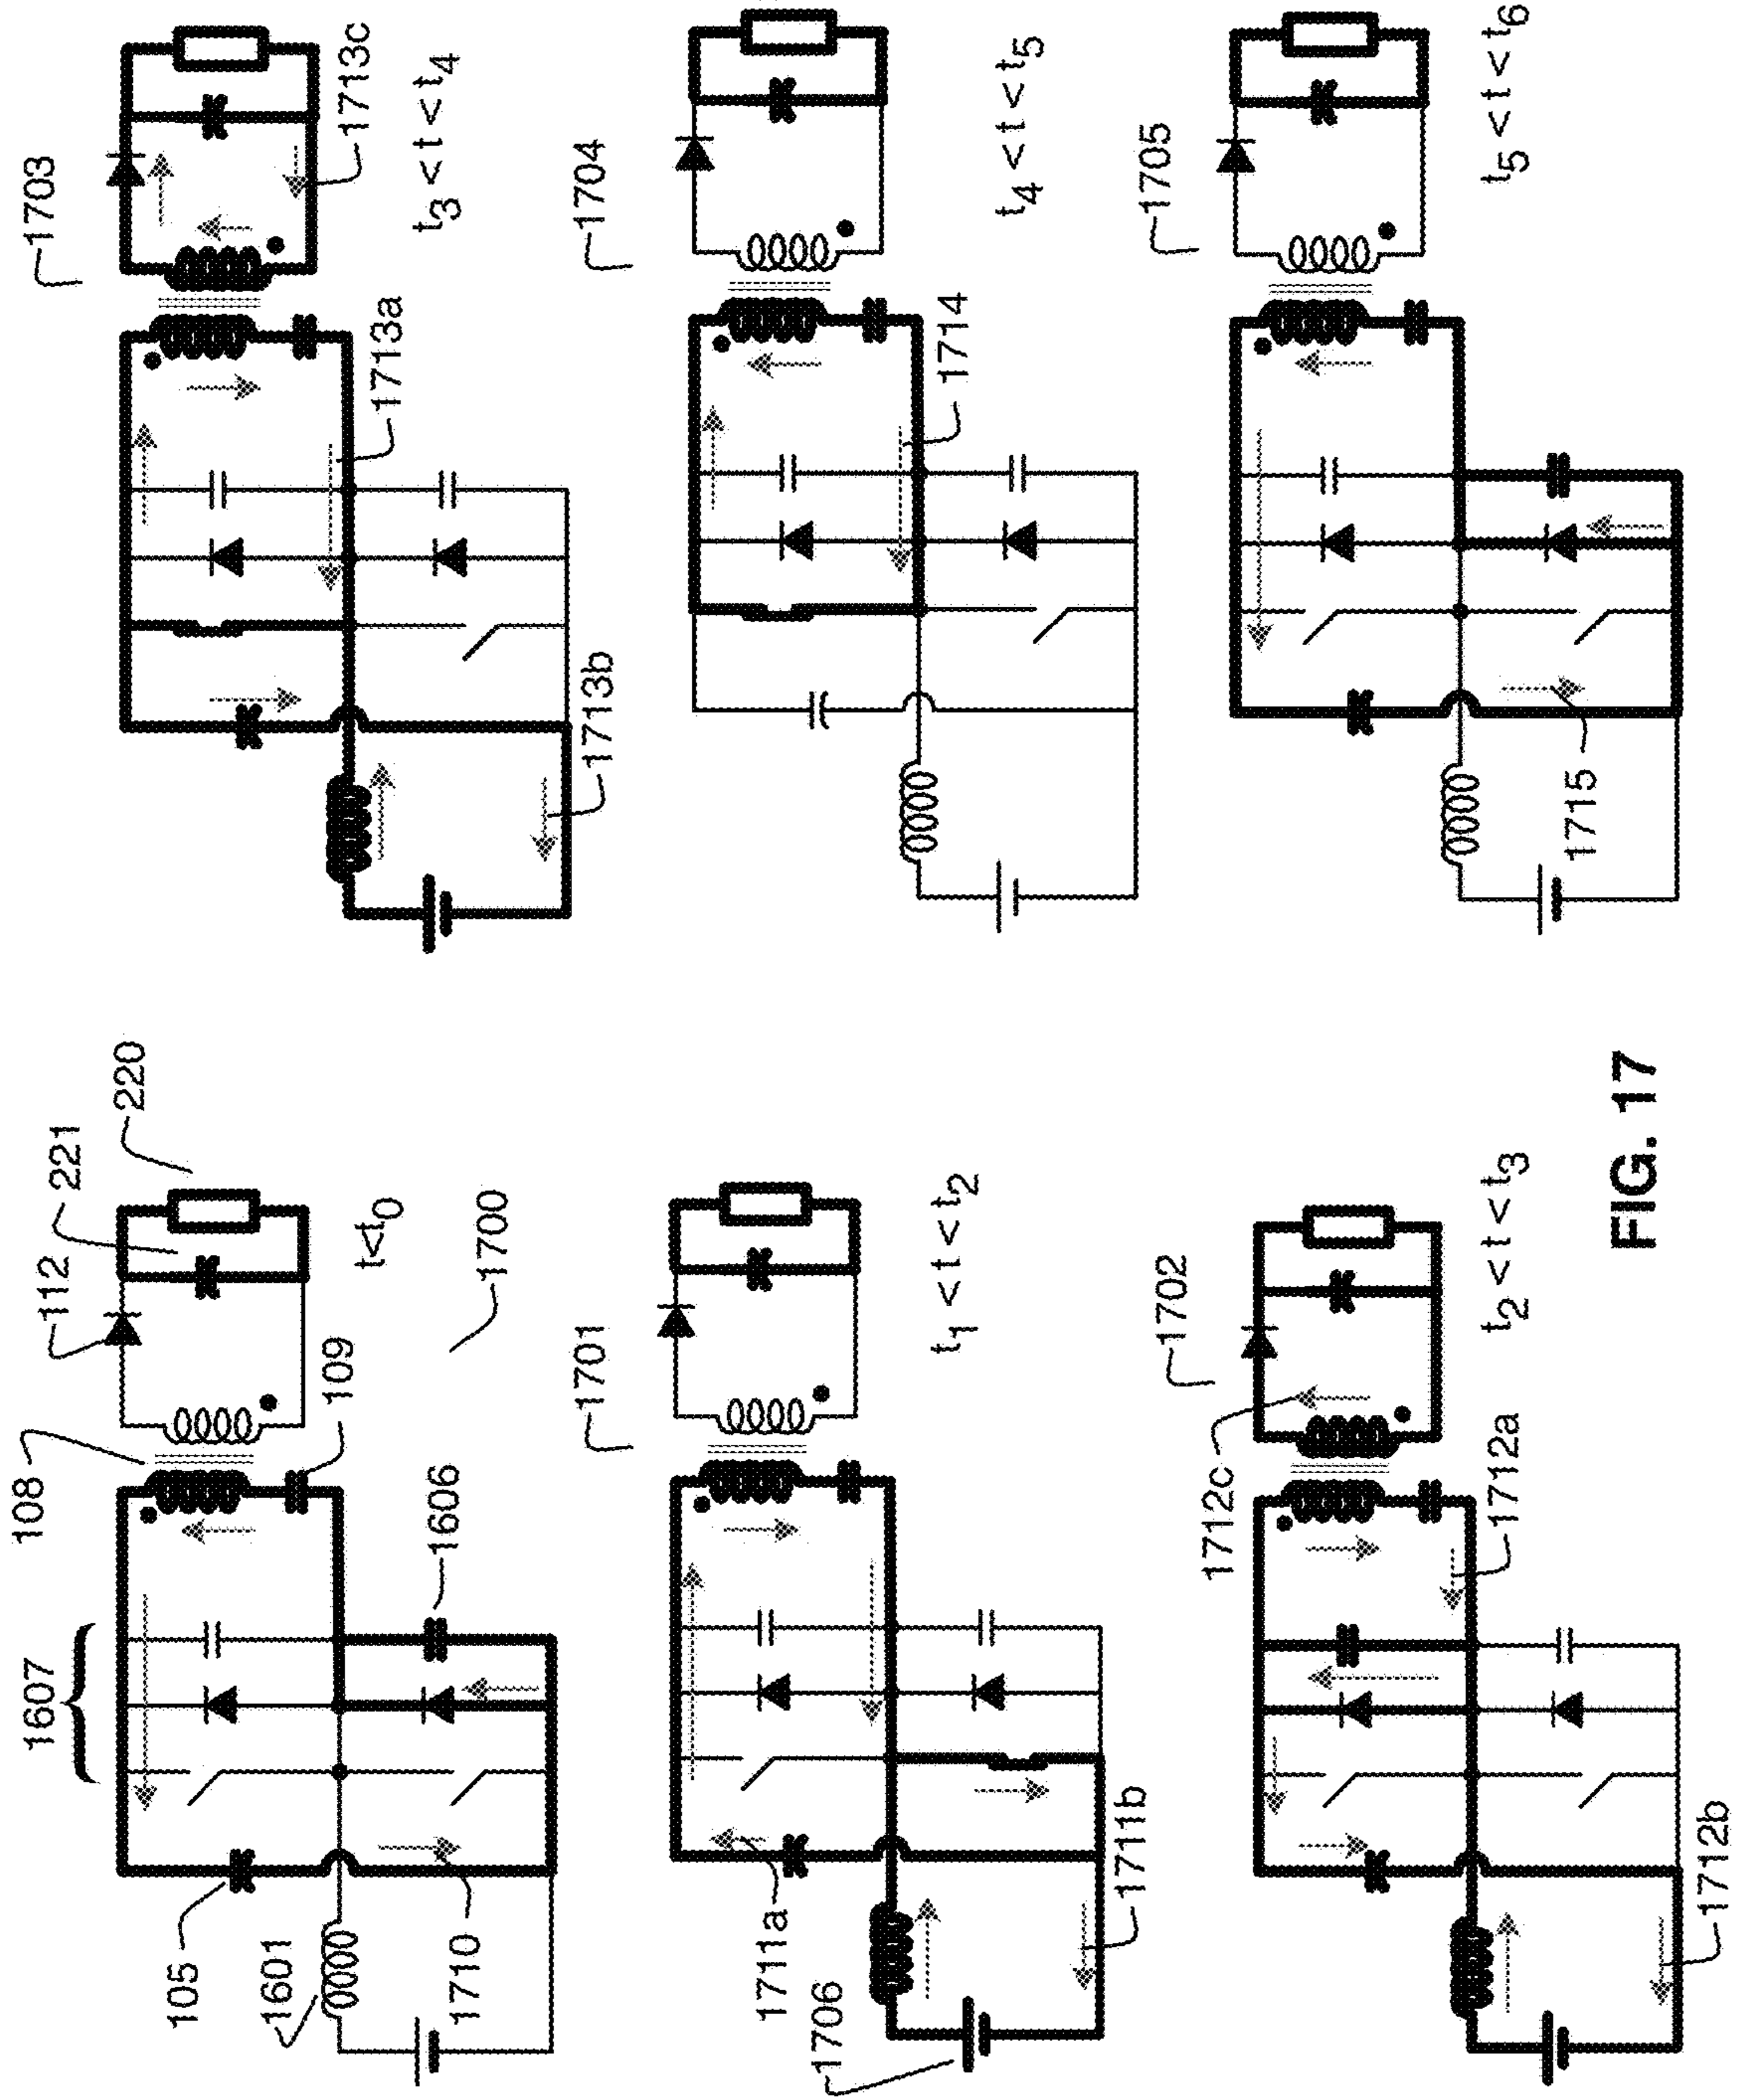 1703
1713c
t3 < t < t4
1713a
1713b
1704
t4 < t < t5
1714
1705
t5 < t < t6
1715
220
221
112
t<t0
1700
108
109
1606
1607
105
1601
1710
1701
t1 < t < t2
1711a
1711b
1706
1702
t2 < t < t3
1712c
1712a
1712b
FIG. 17